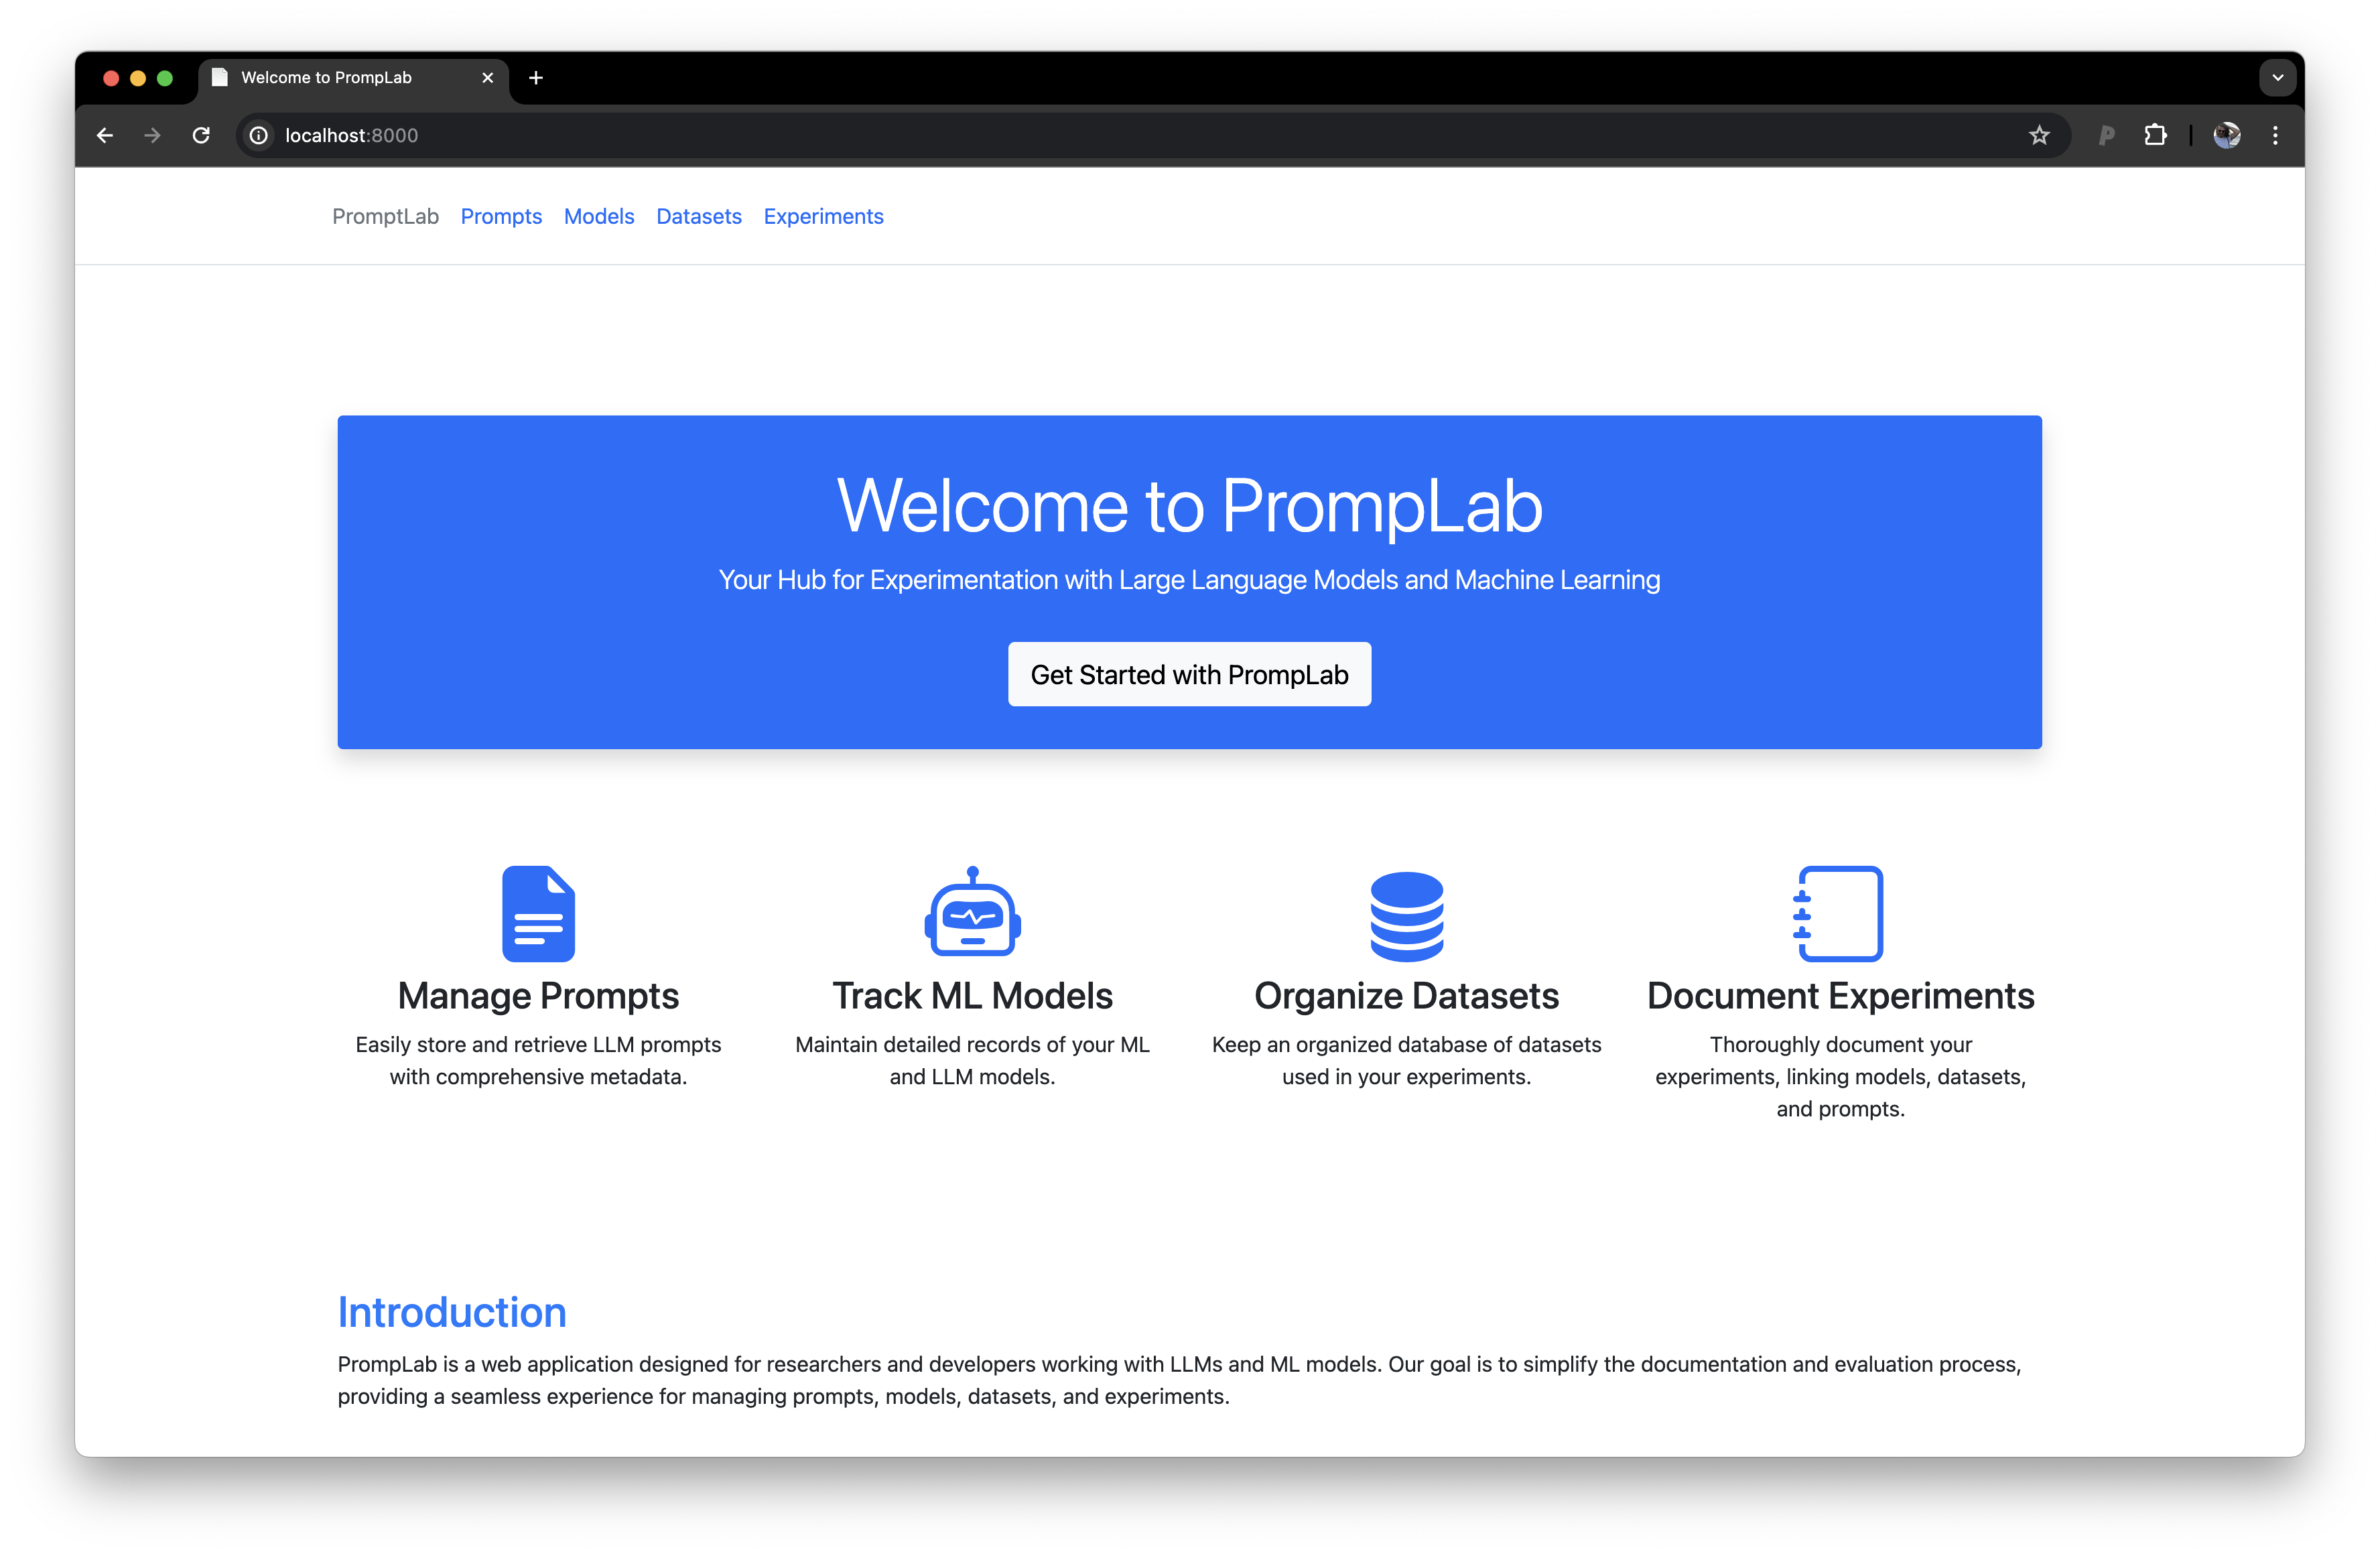 Welcome to PrompLab
localhost:8000
PromptLab Prompts Models Datasets Experiments
Welcome to PrompLab
Your Hub for Experimentation with Large Language Models and Machine Learning
Get Started with PrompLab
Manage Prompts
Easily store and retrieve LLM prompts
with comprehensive metadata.
Track ML Models
Maintain detailed records of your ML
and LLM models.
Organize Datasets
Keep an organized database of datasets
used in your experiments.
Document Experiments
Thoroughly document your
experiments, linking models, datasets,
and prompts.
Introduction
PrompLab is a web application designed for researchers and developers working with LLMs and ML models. Our goal is to simplify the documentation and evaluation process,
providing a seamless experience for managing prompts, models, datasets, and experiments.